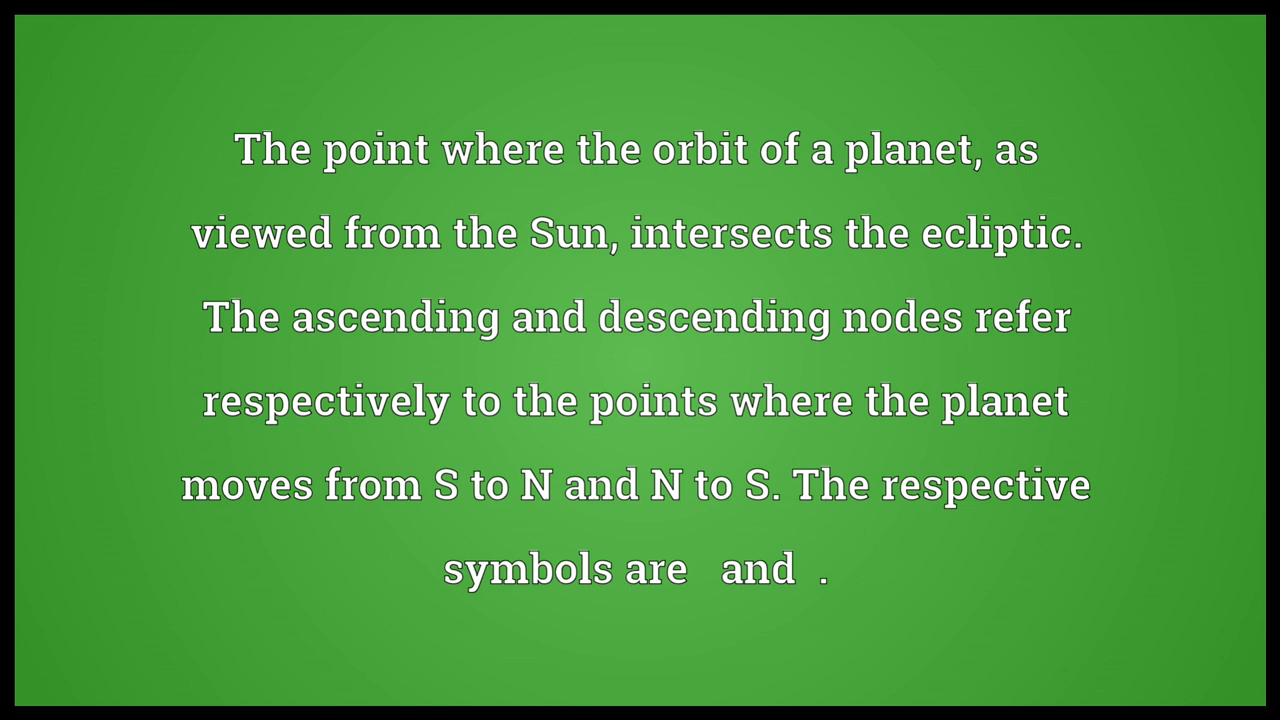 The point where the orbit of a planet, as
viewed from the Sun, intersects the ecliptic.
The ascending and descending nodes refer
respectively to the points where the planet
moves from S to N and N to S. The respective
symbols are   and  .